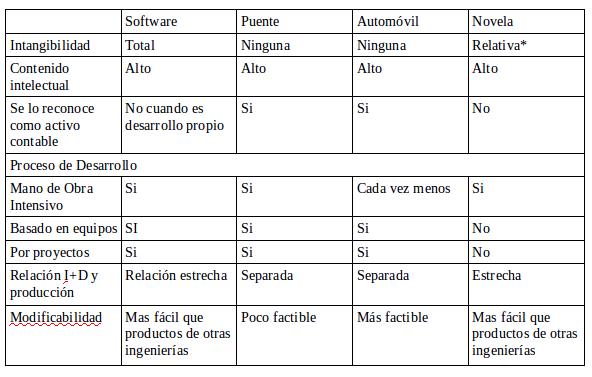 Software Puente Automóvil Novela
Intangibilidad Total Ninguna Ninguna Relativa*
Contenido Alto Alto Alto Alto
intelectual
Se lo reconoce No cuando es Si Si No
como activo desarrollo propio
contable
Proceso de Desarrollo
Mano de Obra Si Si Cada vez menos Si
Intensivo
Basado en equipos SI Si Si No
Por proyectos Si Si Si No
Relación I+D y Relación estrecha Separada Separada Estrecha
producción
Modificabilidad Mas fácil que Poco factible Más factible Mas fácil que
productos de otras productos de otras
ingenierías ingenierías